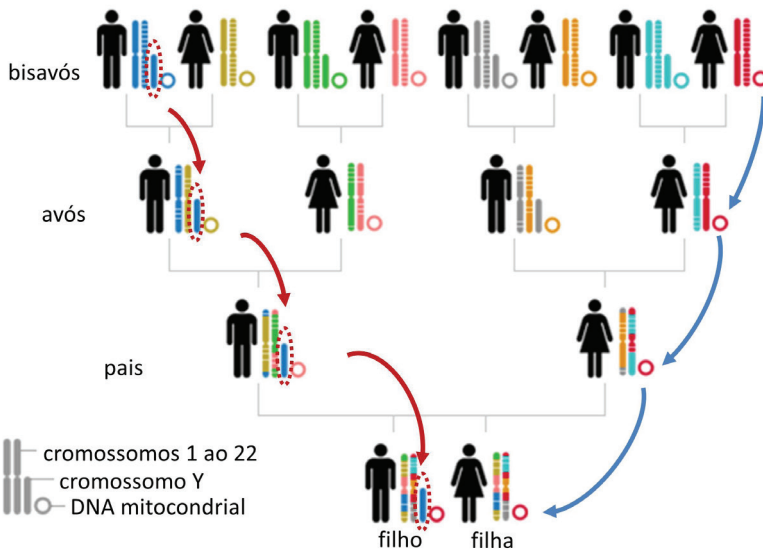 bisavós
avós
pais
cromossomos 1 ao 22
cromossomo Y
DNA mitocondrial
filho
filha